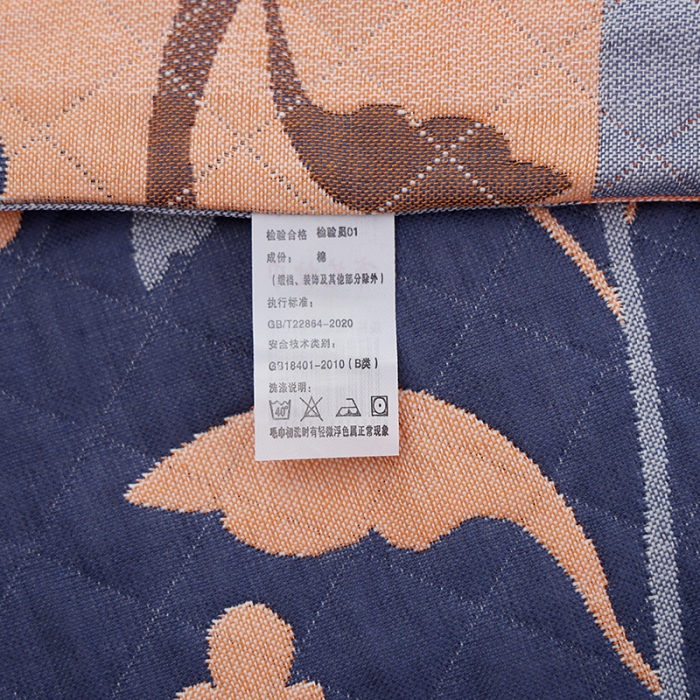 检验合格 检验员01
成份: 棉
(缎档、装饰及其他部分除外)
执行标准:
GB/T22864-2020
安全技术类别:
GB18401-2010(B类)
洗涤说明:
40°
毛巾初洗时有轻微浮色属正常现象